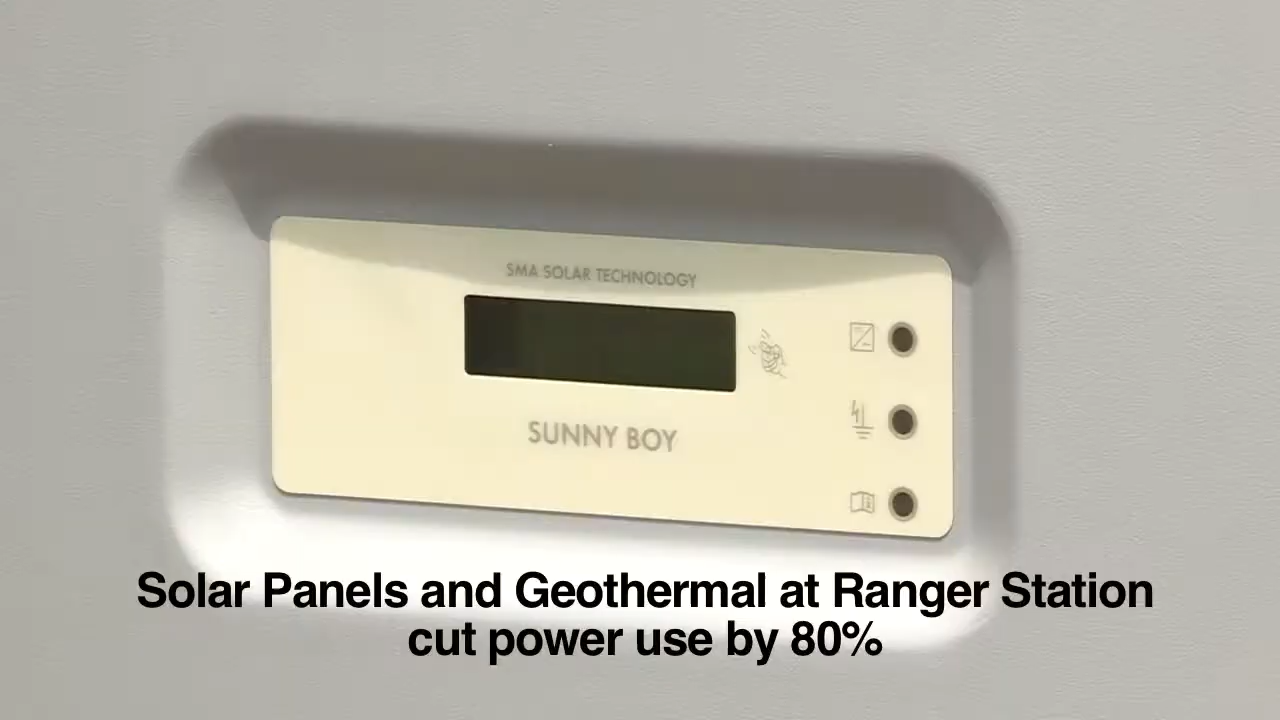 SMA SOLAR TECHNOLOGY
SUNNY BOY
Solar Panels and Geothermal at Ranger Station
cut power use by 80%